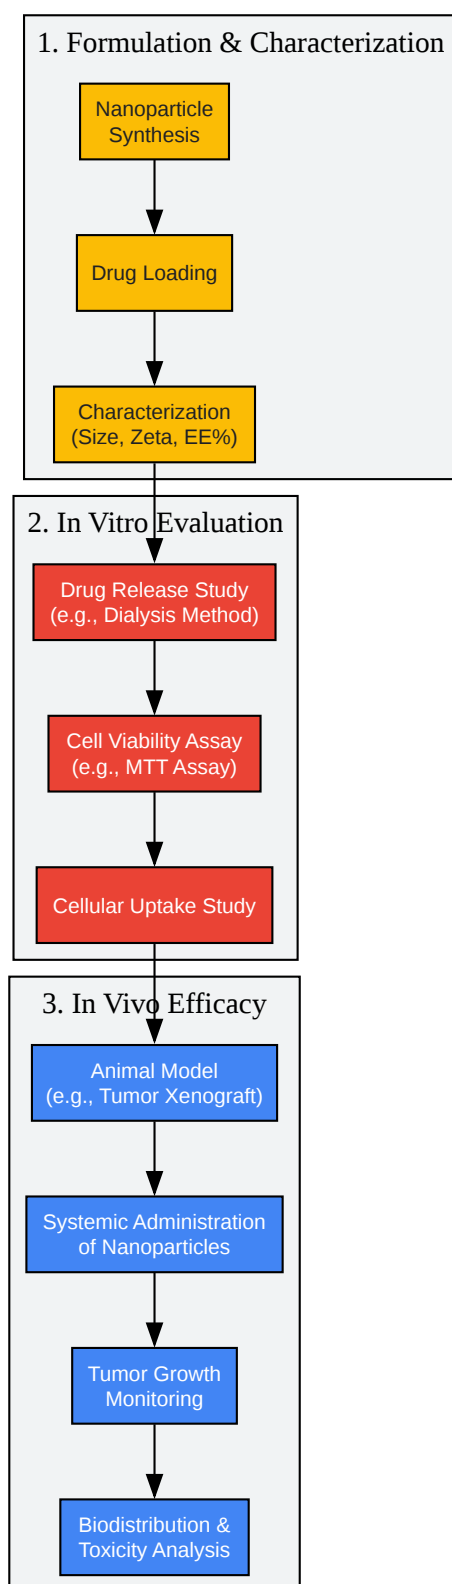 1. Formulation & Characterization
Nanoparticle
Synthesis
Drug Loading
Characterization
(Size, Zeta, EE%)
2. In Vitro Evaluation
Drug Release Study
(e.g., Dialysis Method)
Cell Viability Assay
(e.g., MTT Assay)
Cellular Uptake Study
3. In Vivo Efficacy
Animal Model
(e.g., Tumor Xenograft)
Systemic Administration
of Nanoparticles
Tumor Growth
Monitoring
Biodistribution &
Toxicity Analysis